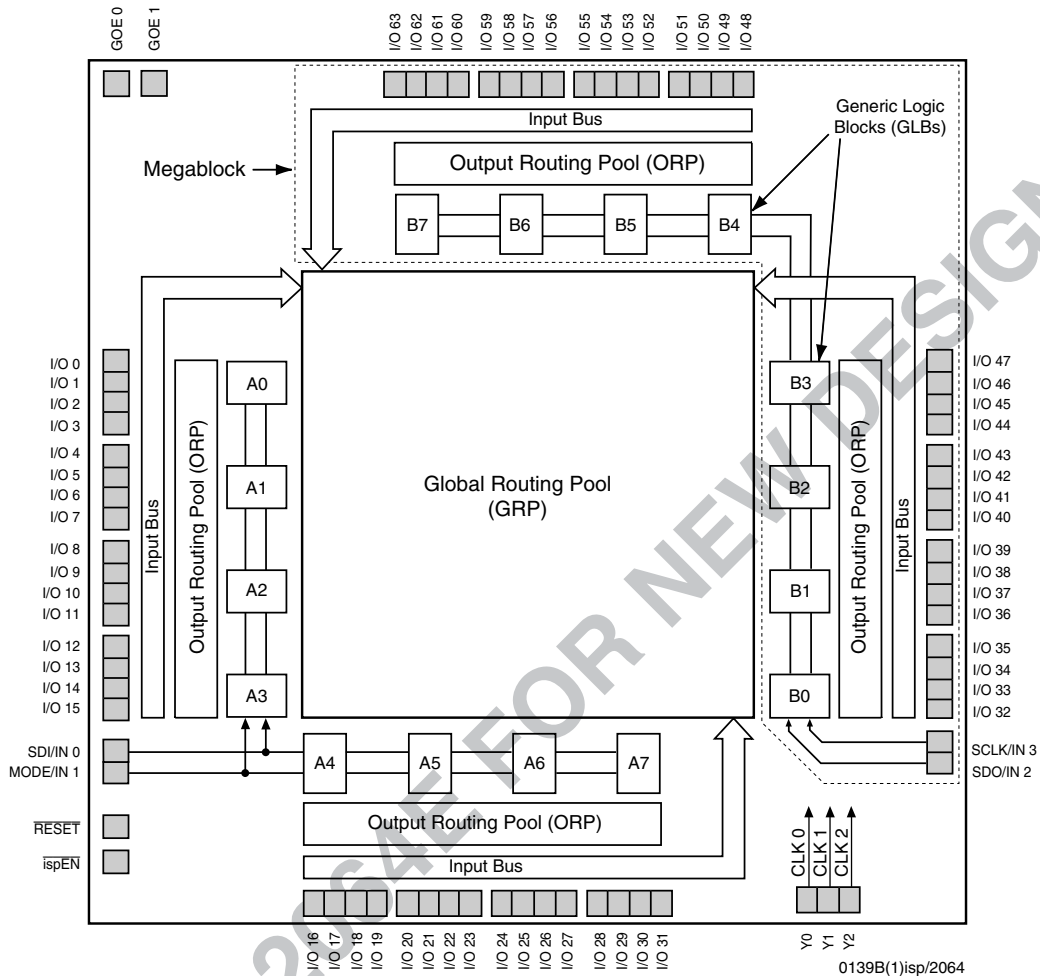 GOE 0
GOE 1
I/O 63
I/O 62
I/O 61
I/O 60
I/O 59
I/O 58
I/O 57
I/O 56
I/O 55
I/O 54
I/O 53
I/O 52
I/O 51
I/O 50
I/O 49
I/O 48
Input Bus
Generic Logic
Blocks (GLBs)
Megablock
Output Routing Pool (ORP)
B7
B6
B5
B4
I/O 0
I/O 1
I/O 2
I/O 3
I/O 4
I/O 5
I/O 6
I/O 7
I/O 8
I/O 9
I/O 10
I/O 11
I/O 12
I/O 13
I/O 14
I/O 15
Input Bus
Output Routing Pool (ORP)
A0
A1
A2
A3
Global Routing Pool
(GRP)
B3
B2
B1
B0
Output Routing Pool (ORP)
Input Bus
I/O 47
I/O 46
I/O 45
I/O 44
I/O 43
I/O 42
I/O 41
I/O 40
I/O 39
I/O 38
I/O 37
I/O 36
I/O 35
I/O 34
I/O 33
I/O 32
SDI/IN 0
MODE/IN 1
A4
A5
A6
A7
SCLK/IN 3
SDO/IN 2
RESET
ispEN
Output Routing Pool (ORP)
Input Bus
CLK 0
CLK 1
CLK 2
I/O 16
I/O 17
I/O 18
I/O 19
I/O 20
I/O 21
I/O 22
I/O 23
I/O 24
I/O 25
I/O 26
I/O 27
I/O 28
I/O 29
I/O 30
I/O 31
Y0
Y1
Y2
0139B(1)isp/2064
2064E FOR NEW DESIGN